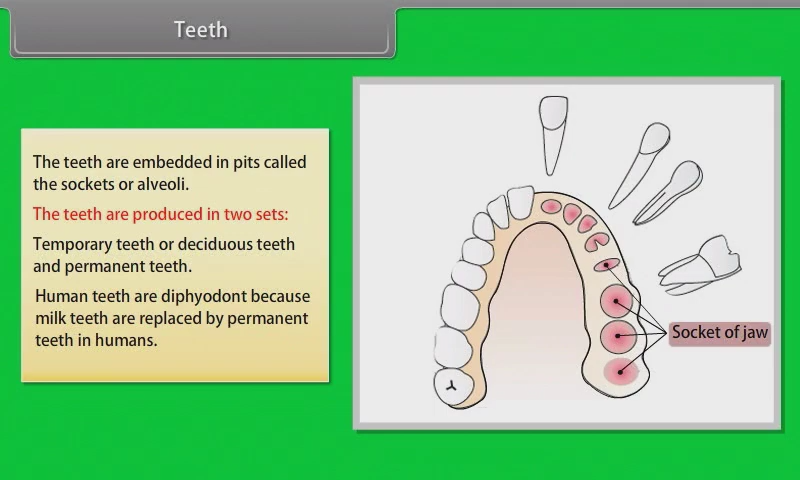 Teeth
The teeth are embedded in pits called
the sockets or alveoli.
The teeth are produced in two sets:
Temporary teeth or deciduous teeth
and permanent teeth.
Human teeth are diphyodont because
milk teeth are replaced by permanent
teeth in humans.
Socket of jaw